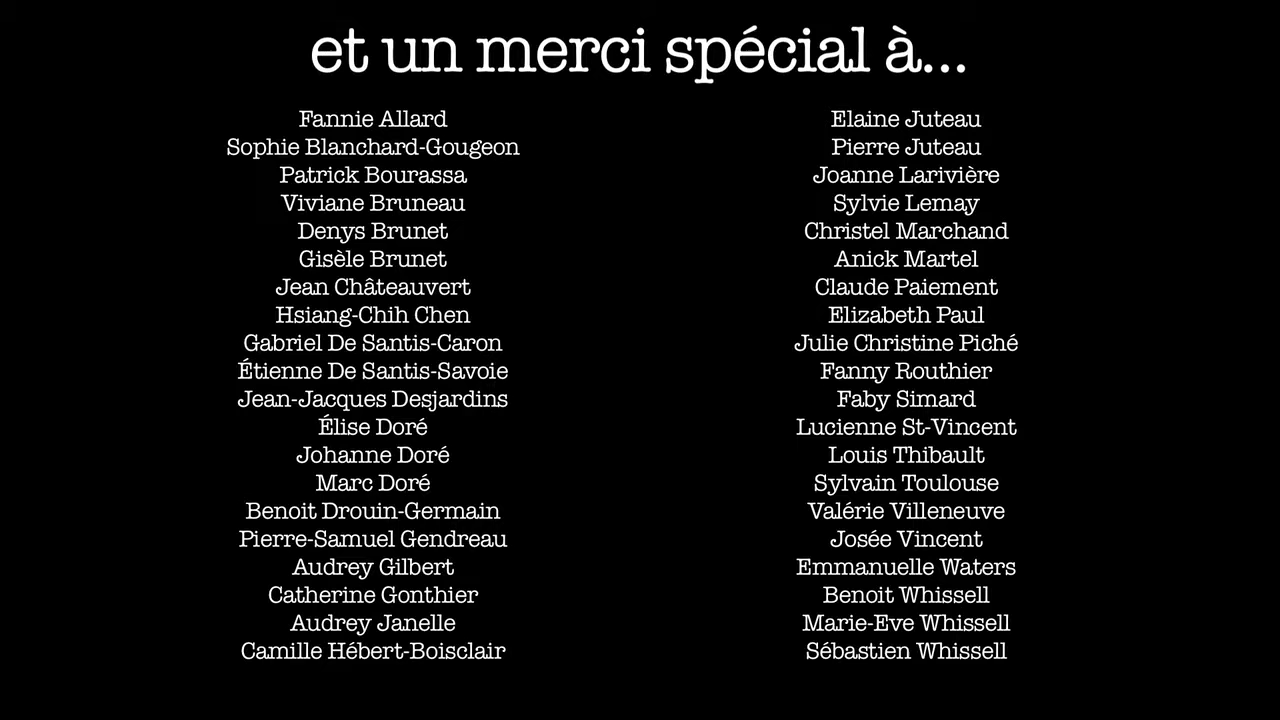 et un merci spécial à...
Fannie Allard
Sophie Blanchard-Gougeon
Patrick Bourassa
Viviane Bruneau
Denys Brunet
Gisèle Brunet
Jean Châteauvert
Hsiang-Chih Chen
Gabriel De Santis-Caron
Étienne De Santis-Savoie
Jean-Jacques Desjardins
Élise Doré
Johanne Doré
Marc Doré
Benoit Drouin-Germain
Pierre-Samuel Gendreau
Audrey Gilbert
Catherine Gonthier
Audrey Janelle
Camille Hébert-Boisclair
Elaine Juteau
Pierre Juteau
Joanne Larivière
Sylvie Lemay
Christel Marchand
Anick Martel
Claude Paiement
Elizabeth Paul
Julie Christine Piché
Fanny Routhier
Faby Simard
Lucienne St-Vincent
Louis Thibault
Sylvain Toulouse
Valérie Villeneuve
Josée Vincent
Emmanuelle Waters
Benoit Whissell
Marie-Eve Whissell
Sébastien Whissell